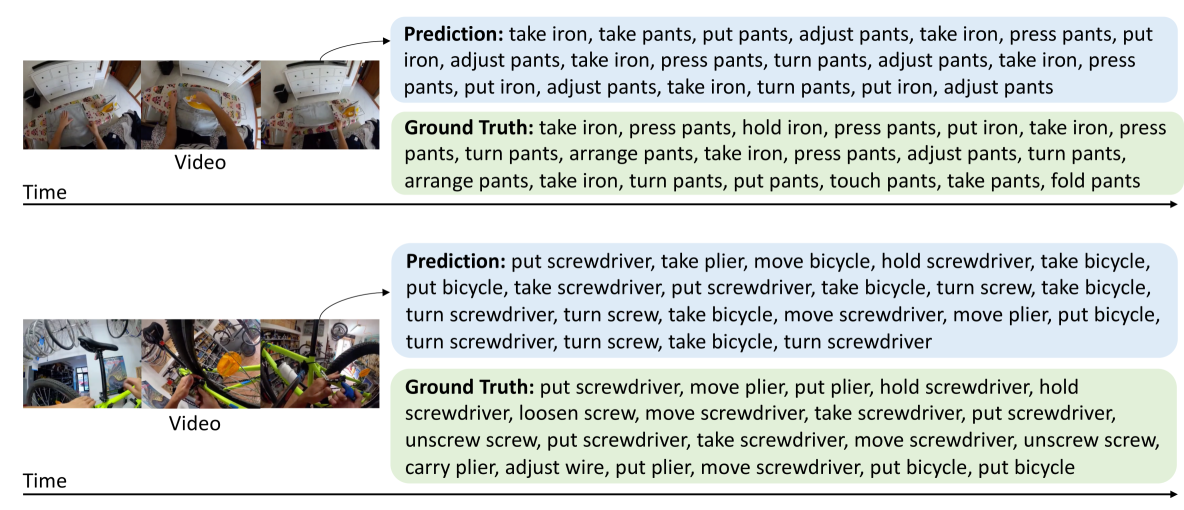 Prediction: take iron, take pants, put pants, adjust pants, take iron, press pants, put
iron, adjust pants, take iron, press pants, turn pants, adjust pants, take iron, press
pants, put iron, adjust pants, take iron, turn pants, put iron, adjust pants
Ground Truth: take iron, press pants, hold iron, press pants, put iron, take iron, press
pants, turn pants, arrange pants, take iron, press pants, adjust pants, turn pants,
arrange pants, take iron, turn pants, put pants, touch pants, take pants, fold pants
Video
Time
Prediction: put screwdriver, take plier, move bicycle, hold screwdriver, take bicycle,
put bicycle, take screwdriver, put screwdriver, take bicycle, turn screw, take bicycle,
turn screwdriver, turn screw, take bicycle, move screwdriver, move plier, put bicycle,
turn screwdriver, turn screw, take bicycle, turn screwdriver
Ground Truth: put screwdriver, move plier, put plier, hold screwdriver, hold
screwdriver, loosen screw, move screwdriver, take screwdriver, put screwdriver,
unscrew screw, put screwdriver, take screwdriver, move screwdriver, unscrew screw,
carry plier, adjust wire, put plier, move screwdriver, put bicycle, put bicycle
Video
Time